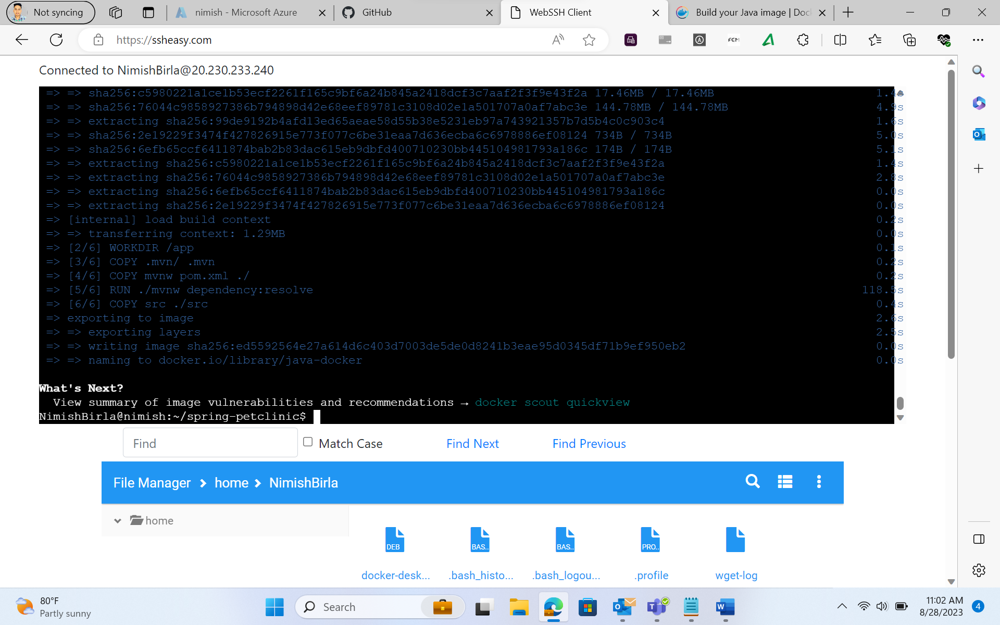 Not syncing
nimish - Microsoft Azure
GitHub
WebSSH Client
Build your Java image | Doc
https://ssheasy.com
FCM
Connected to NimishBirla@20.230.233.240
=> => sha256:c5980221a1ce1b53ecf2261f165c9bf6a24b845a2418dcf3c7aaf2f3f9e43f2a 17.46MB / 17.46MB 1.4s
=> => sha256:76044c9858927386b794898d42e68eef89781c3108d02e1a501707a0af7abc3e 144.78MB / 144.78MB 4.9s
=> => extracting sha256:99de9192b4afd13ed65aeae58d55b38e5231eb97a743921357b7d5b4c0c903c4 1.6s
=> => sha256:2e19229f3474f427826915e773f077c6be31eaa7d636ecba6c6978886ef08124 734B / 734B 5.0s
=> => sha256:6efb65ccf6411874bab2b83dac615eb9dbfd400710230bb445104981793a186c 174B / 174B 5.1s
=> => extracting sha256:c5980221a1ce1b53ecf2261f165c9bf6a24b845a2418dcf3c7aaf2f3f9e43f2a 1.4s
=> => extracting sha256:76044c9858927386b794898d42e68eef89781c3108d02e1a501707a0af7abc3e 2.8s
=> => extracting sha256:6efb65ccf6411874bab2b83dac615eb9dbfd400710230bb445104981793a186c 0.0s
=> => extracting sha256:2e19229f3474f427826915e773f077c6be31eaa7d636ecba6c6978886ef08124 0.0s
=> [internal] load build context 0.2s
=> => transferring context: 1.29MB 0.0s
=> [2/6] WORKDIR /app 0.1s
=> [3/6] COPY .mvn/ .mvn 0.2s
=> [4/6] COPY mvnw pom.xml ./ 0.2s
=> [5/6] RUN ./mvnw dependency:resolve 118.5s
=> [6/6] COPY src ./src 0.4s
=> exporting to image 2.6s
=> => exporting layers 2.5s
=> => writing image sha256:ed5592564e27a614d6c403d7003de5de0d8241b3eae95d0345df71b9ef950eb2 0.0s
=> => naming to docker.io/library/java-docker 0.0s
What's Next?
View summary of image vulnerabilities and recommendations → docker scout quickview
NimishBirla@nimish:~/spring-petclinic$
Find
Match Case
Find Next
Find Previous
File Manager > home > NimishBirla
home
DEB
BAS..
BAS..
PRO..
docker-desk...
.bash_histo...
.bash_logou...
.profile
wget-log
80°F
Partly sunny
Search
11:02 AM
8/28/2023
4